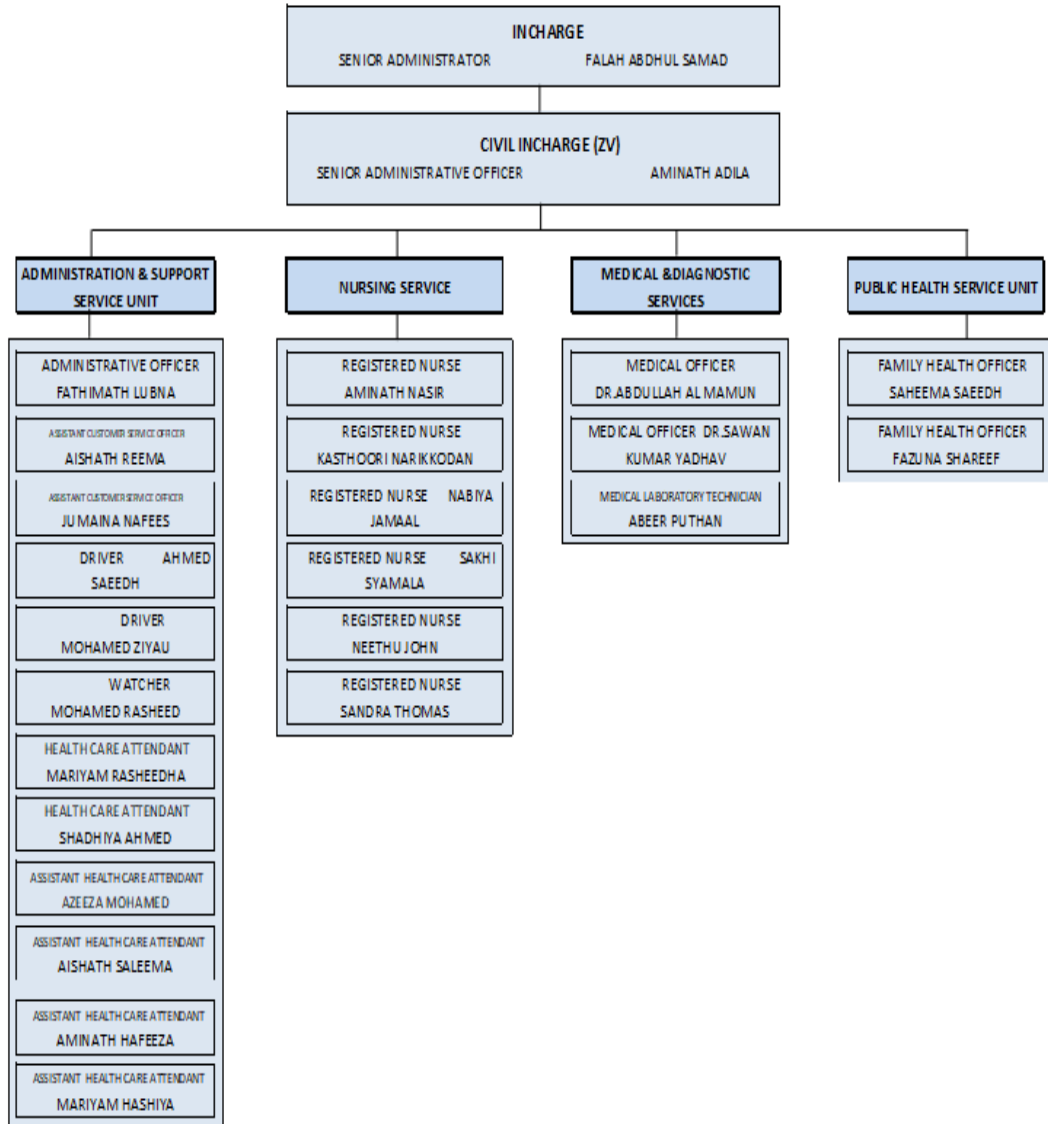 INCHARGE
SENIOR ADMINISTRATOR FALAH ABDHUL SAMAD
CIVIL INCHARGE (ZV)
SENIOR ADMINISTRATIVE OFFICER AMINATH ADILA
ADMINISTRATION & SUPPORT
SERVICE UNIT
ADMINISTRATIVE OFFICER
FATHIMATH LUBNA
ASSISTANT CUSTOMER SERVICE OFFICER
AISHATH REEMA
ASSISTANT CUSTOMER SERVICE OFFICER
JUMAINA NAFEES
DRIVER AHMED
SAEEDH
DRIVER
MOHAMED ZIYAU
WATCHER
MOHAMED RASHEED
HEALTH CARE ATTENDANT
MARIYAM RASHEEDHA
HEALTH CARE ATTENDANT
SHADHIYA AHMED
ASSISTANT HEALTH CARE ATTENDANT
AZEEZA MOHAMED
ASSISTANT HEALTH CARE ATTENDANT
AISHATH SALEEMA
ASSISTANT HEALTH CARE ATTENDANT
AMINATH HAFEEZA
ASSISTANT HEALTH CARE ATTENDANT
MARIYAM HASHIYA
NURSING SERVICE
REGISTERED NURSE
AMINATH NASIR
REGISTERED NURSE
KASTHOORI NARIKKODAN
REGISTERED NURSE NABIYA
JAMAAL
REGISTERED NURSE SAKHI
SYAMALA
REGISTERED NURSE
NEETHU JOHN
REGISTERED NURSE
SANDRA THOMAS
MEDICAL &DIAGNOSTIC
SERVICES
MEDICAL OFFICER
DR.ABDULLAH AL MAMUN
MEDICAL OFFICER DR.SAWAN
KUMAR YADHAV
MEDICAL LABORATORY TECHNICIAN
ABEER PUTHAN
PUBLIC HEALTH SERVICE UNIT
FAMILY HEALTH OFFICER
SAHEEMA SAEEDH
FAMILY HEALTH OFFICER
FAZUNA SHAREEF